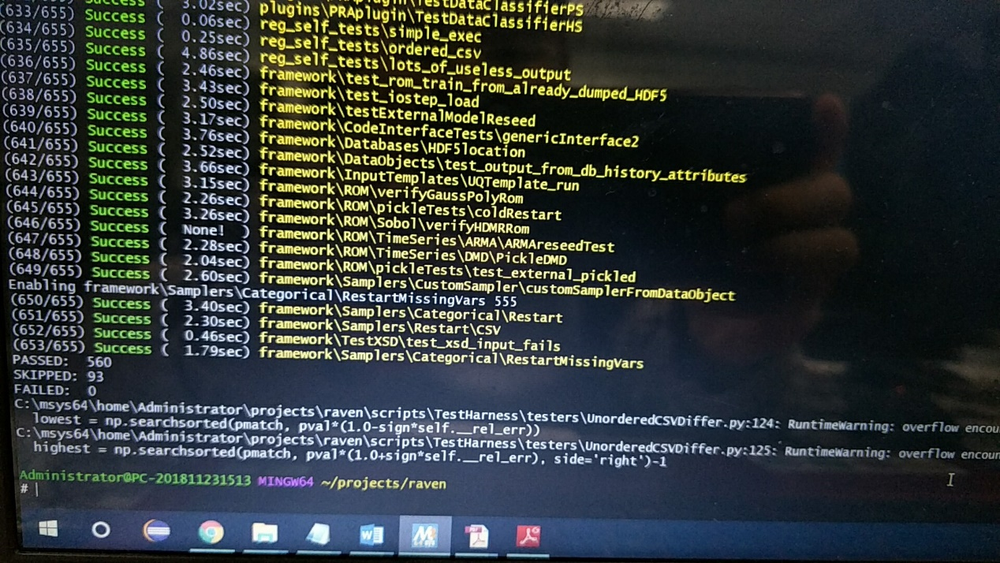 Success ( 3.02sec) TestDataClassifierPS
(633/655) Success ( 0.06sec) plugins\PRAplugin\TestDataClassifierHS
(634/655) Success ( 0.25sec) reg_self_tests\simple_exec
(635/655) Success ( 4.86sec) reg_self_tests\ordered_csv
(636/655) Success ( 2.46sec) reg_self_tests\lots_of_useless_output
(637/655) Success ( 3.43sec) framework\test_rom_train_from_already_dumped_HDF5
(638/655) Success ( 2.50sec) framework\test_iostep_load
(639/655) Success ( 3.17sec) framework\testExternalModelReseed
(640/655) Success ( 3.76sec) framework\CodeInterfaceTests\genericInterface2
(641/655) Success ( 2.52sec) framework\Databases\HDF5location
(642/655) Success ( 3.66sec) framework\DataObjects\test_output_from_db_history_attributes
(643/655) Success ( 3.15sec) framework\InputTemplates\UQTemplate_run
(644/655) Success ( 2.26sec) framework\ROM\verifyGaussPolyRom
(645/655) Success ( 3.26sec) framework\ROM\pickleTests\coldRestart
(646/655) Success ( None! ) framework\ROM\Sobol\verifyHDMRRom
(647/655) Success ( 2.28sec) framework\ROM\TimeSeries\ARMA\ARMAreseedTest
(648/655) Success ( 2.04sec) framework\ROM\TimeSeries\DMD\PickleDMD
(649/655) Success ( 2.60sec) framework\ROM\pickleTests\test_external_pickled
framework\Samplers\CustomSampler\customSamplerFromDataObject
Enabling framework\Samplers\Categorical\RestartMissingVars 555
(650/655) Success ( 3.40sec) framework\Samplers\Categorical\Restart
(651/655) Success ( 2.30sec) framework\Samplers\Restart\CSV
(652/655) Success ( 0.46sec) framework\TestXSD\test_xsd_input_fails
(653/655) Success ( 1.79sec) framework\Samplers\Categorical\RestartMissingVars
PASSED: 560
SKIPPED: 93
FAILED: 0
C:\msys64\home\Administrator\projects\raven\scripts\TestHarness\testers\UnorderedCSVDiffer.py:124: RuntimeWarning: overflow encou
lowest = np.searchsorted(pmatch, pval*(1.0-sign*self.__rel_err))
C:\msys64\home\Administrator\projects\raven\scripts\TestHarness\testers\UnorderedCSVDiffer.py:125: RuntimeWarning: overflow encoun
highest = np.searchsorted(pmatch, pval*(1.0+sign*self.__rel_err), side='right')-1
Administrator@PC-201811231513 MINGW64 ~/projects/raven
#